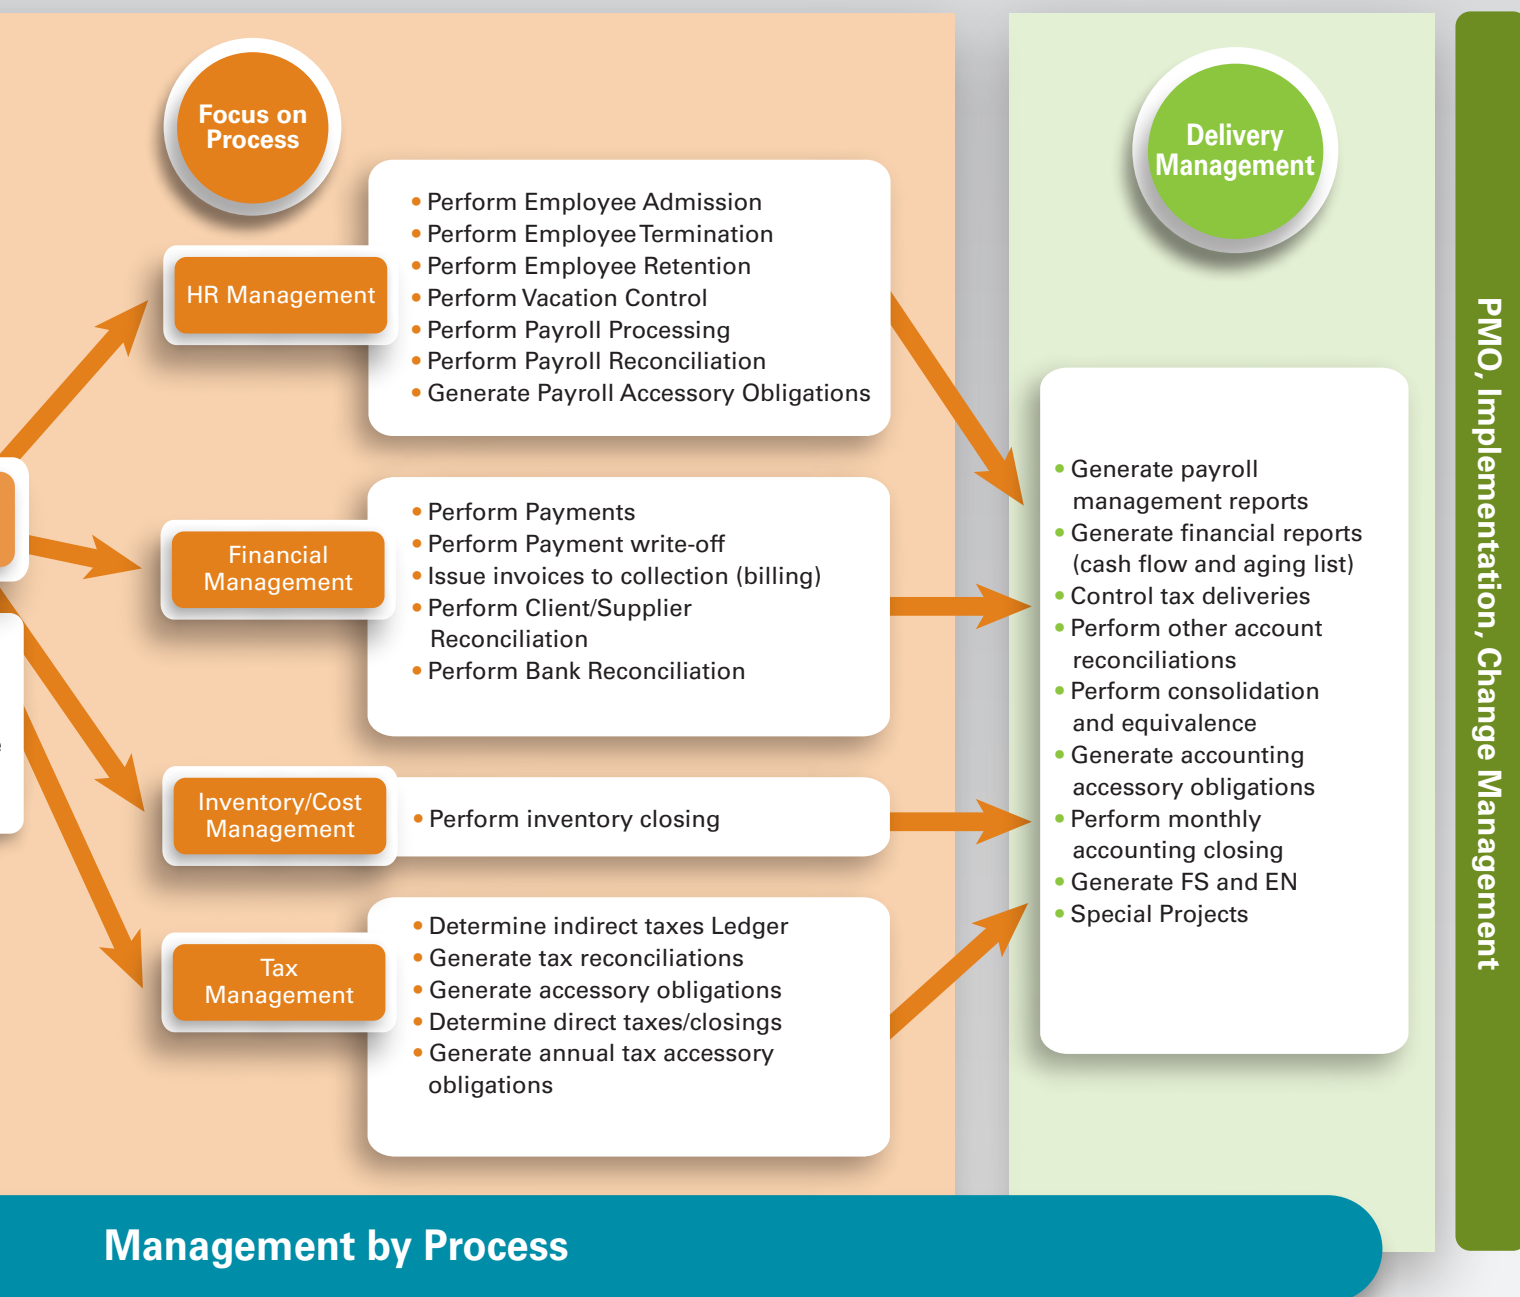 Focus on
Process
HR Management
• Perform Employee Admission
• Perform Employee Termination
• Perform Employee Retention
• Perform Vacation Control
• Perform Payroll Processing
• Perform Payroll Reconciliation
• Generate Payroll Accessory Obligations
Financial
Management
• Perform Payments
• Perform Payment write-off
• Issue invoices to collection (billing)
• Perform Client/Supplier
Reconciliation
• Perform Bank Reconciliation
Inventory/Cost
Management
• Perform inventory closing
Tax
Management
• Determine indirect taxes Ledger
• Generate tax reconciliations
• Generate accessory obligations
• Determine direct taxes/closings
• Generate annual tax accessory
obligations
Delivery
Management
• Generate payroll
management reports
• Generate financial reports
(cash flow and aging list)
• Control tax deliveries
• Perform other account
reconciliations
• Perform consolidation
and equivalence
• Generate accounting
accessory obligations
• Perform monthly
accounting closing
• Generate FS and EN
• Special Projects
PMO, Implementation, Change Management
Management by Process